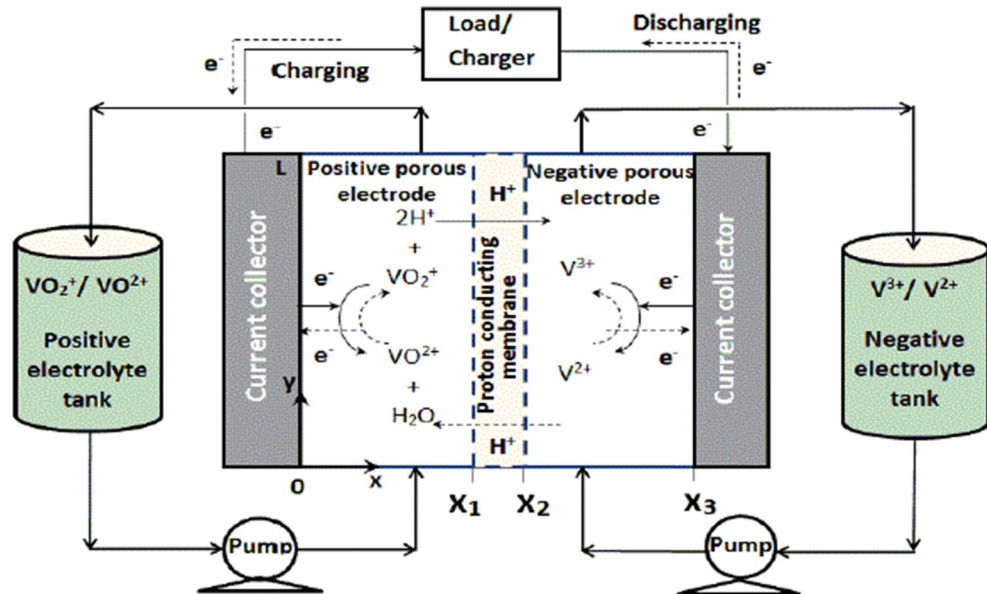 Load/
Charger
Discharging
Charging
e⁻
e⁻
e⁻
e⁻
L
Positive porous
electrode
H⁺
Negative porous
electrode
2H⁺
+
VO₂⁺
VO²⁺
+
H₂O
e⁻
e⁻
Proton conducting
membrane
H⁺
V³⁺
V²⁺
e⁻
e⁻
Current collector
Current collector
VO₂⁺/ VO²⁺
Positive
electrolyte
tank
V³⁺/ V²⁺
Negative
electrolyte
tank
y
0
x
X₁
X₂
X₃
Pump
Pump